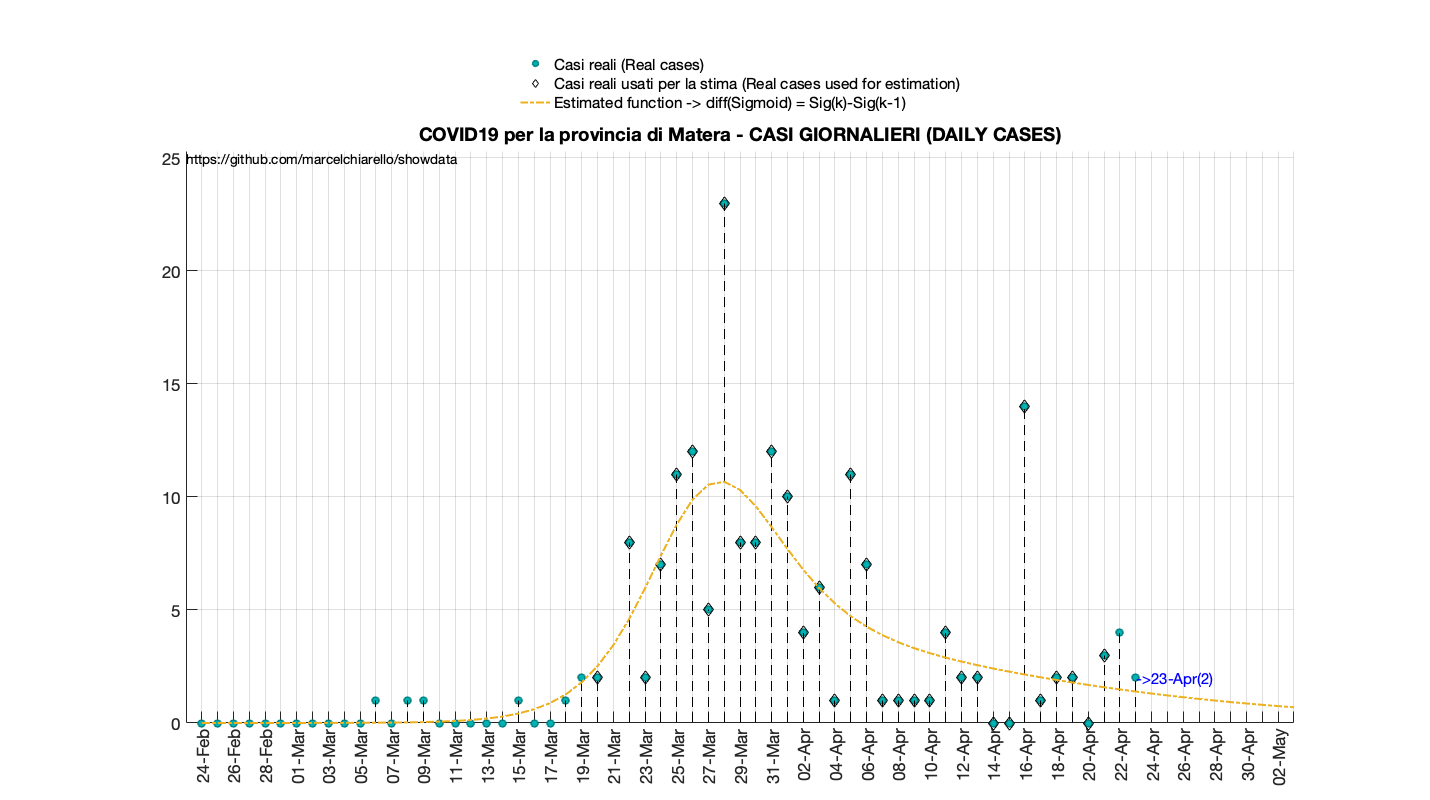 Casi reali (Real cases)
Casi reali usati per la stima (Real cases used for estimation)
Estimated function -> diff(Sigmoid) = Sig(k)-Sig(k-1)
COVID19 per la provincia di Matera - CASI GIORNALIERI (DAILY CASES)
https://github.com/marcelchiarello/showdata
25
20
15
10
5
0
->23-Apr(2)
24-Feb
26-Feb
28-Feb
01-Mar
03-Mar
05-Mar
07-Mar
09-Mar
11-Mar
13-Mar
15-Mar
17-Mar
19-Mar
21-Mar
23-Mar
25-Mar
27-Mar
29-Mar
31-Mar
02-Apr
04-Apr
06-Apr
08-Apr
10-Apr
12-Apr
14-Apr
16-Apr
18-Apr
20-Apr
22-Apr
24-Apr
26-Apr
28-Apr
30-Apr
02-May